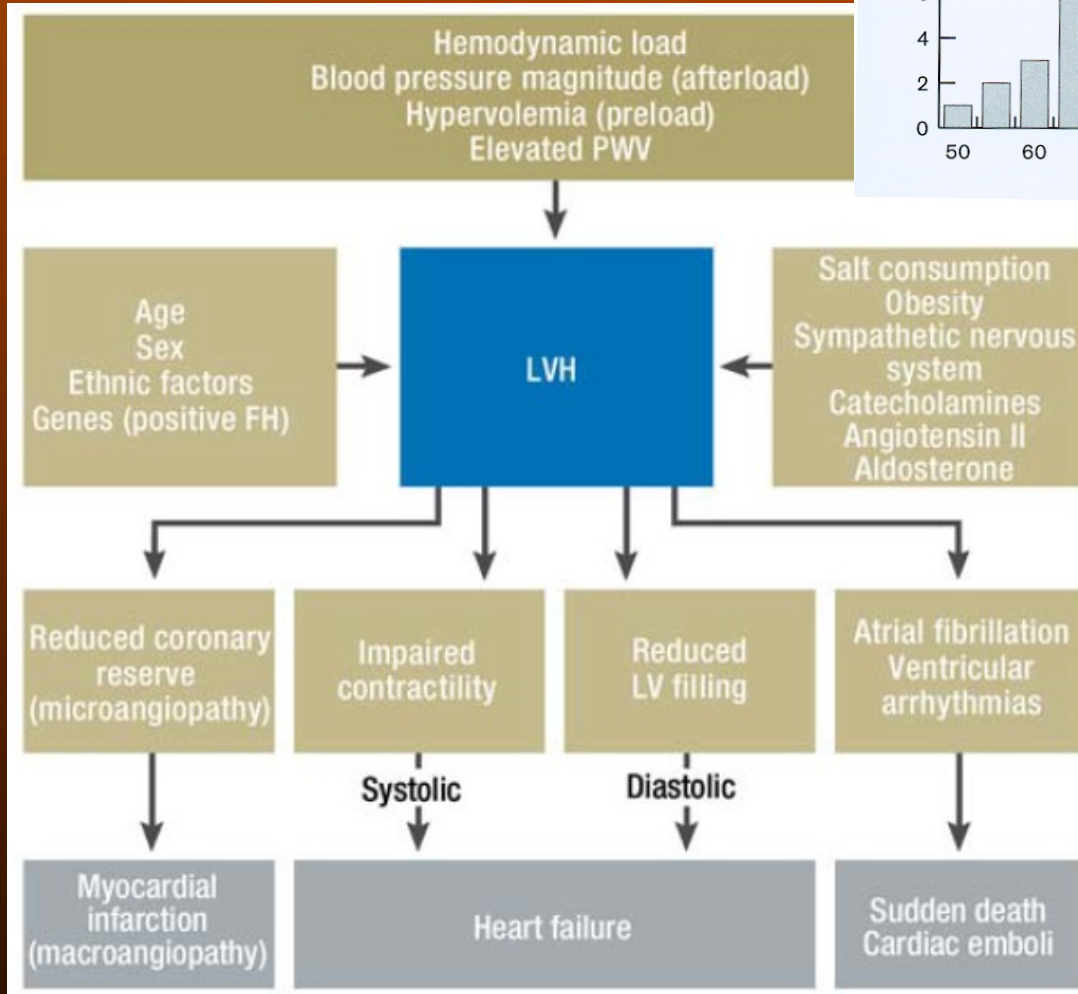 Hemodynamic load
Blood pressure magnitude (afterload)
Hypervolemia (preload)
Elevated PWV
4
2
0
50 60
Age
Sex
Ethnic factors
Genes (positive FH)
LVH
Salt consumption
Obesity
Sympathetic nervous
system
Catecholamines
Angiotensin II
Aldosterone
Reduced coronary
reserve
(microangiopathy)
Impaired
contractility
Reduced
LV filling
Atrial fibrillation
Ventricular
arrhythmias
Systolic
Diastolic
Myocardial
infarction
(macroangiopathy)
Heart failure
Sudden death
Cardiac emboli